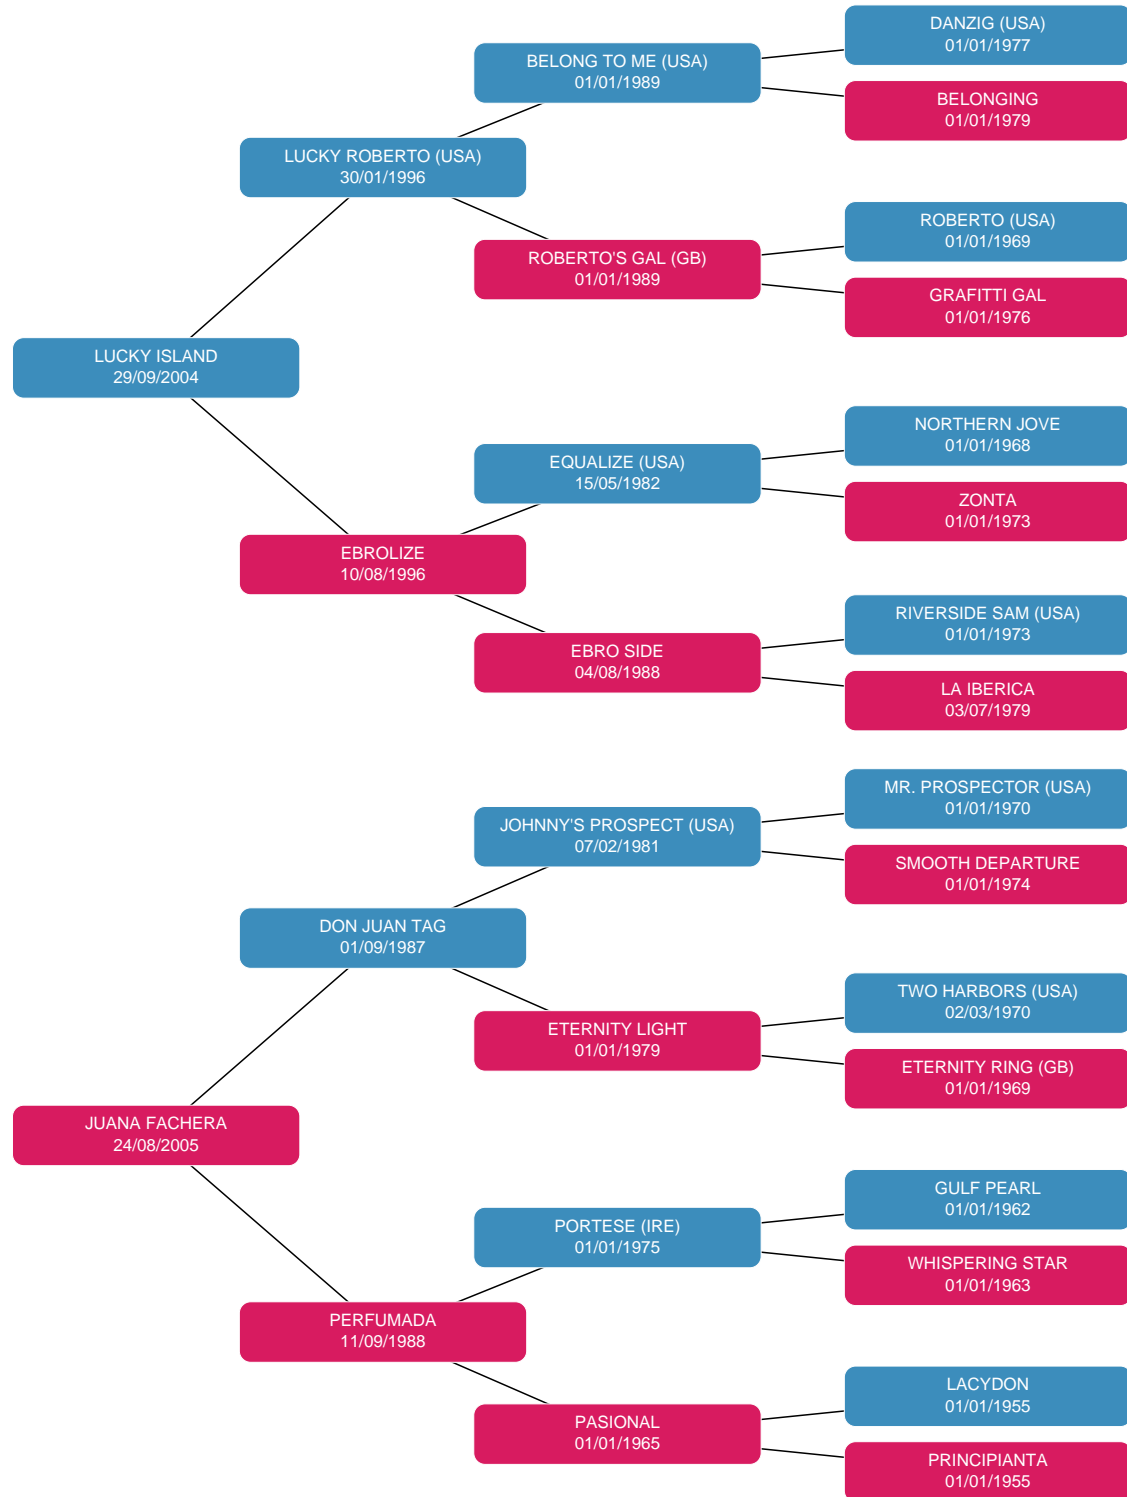 DANZIG (USA)
01/01/1977
BELONG TO ME (USA)
01/01/1989
BELONGING
01/01/1979
LUCKY ROBERTO (USA)
30/01/1996
ROBERTO (USA)
01/01/1969
ROBERTO'S GAL (GB)
01/01/1989
GRAFITTI GAL
01/01/1976
LUCKY ISLAND
29/09/2004
NORTHERN JOVE
01/01/1968
EQUALIZE (USA)
15/05/1982
ZONTA
01/01/1973
EBROLIZE
10/08/1996
RIVERSIDE SAM (USA)
01/01/1973
EBRO SIDE
04/08/1988
LA IBERICA
03/07/1979
MR. PROSPECTOR (USA)
01/01/1970
JOHNNY'S PROSPECT (USA)
07/02/1981
SMOOTH DEPARTURE
01/01/1974
DON JUAN TAG
01/09/1987
TWO HARBORS (USA)
02/03/1970
ETERNITY LIGHT
01/01/1979
ETERNITY RING (GB)
01/01/1969
JUANA FACHERA
24/08/2005
GULF PEARL
01/01/1962
PORTESE (IRE)
01/01/1975
WHISPERING STAR
01/01/1963
PERFUMADA
11/09/1988
LACYDON
01/01/1955
PASIONAL
01/01/1965
PRINCIPIANTA
01/01/1955